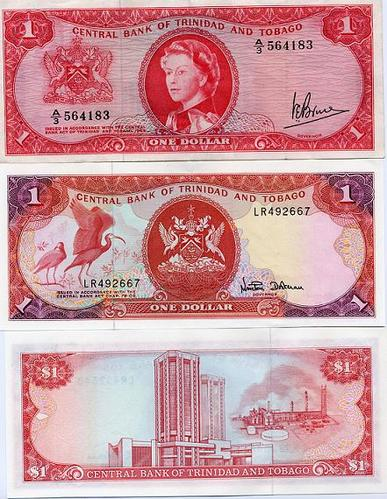 1 CENTRAL BANK OF TRINIDAD AND TOBAGO 1
A/3 564183
A/3 564183
ISSUED IN ACCORDANCE WITH THE CENTRAL
BANK ACT OF TRINIDAD AND TOBAGO,
GOVERNOR
ONE DOLLAR
1 CENTRAL BANK OF TRINIDAD AND TOBAGO 1
LR492667
LR492667
ISSUED IN ACCORDANCE WITH THE
CENTRAL BANK ACT CHAP. 79:02
GOVERNOR
1 ONE DOLLAR 1
$1 $1
$1 CENTRAL BANK OF TRINIDAD AND TOBAGO $1